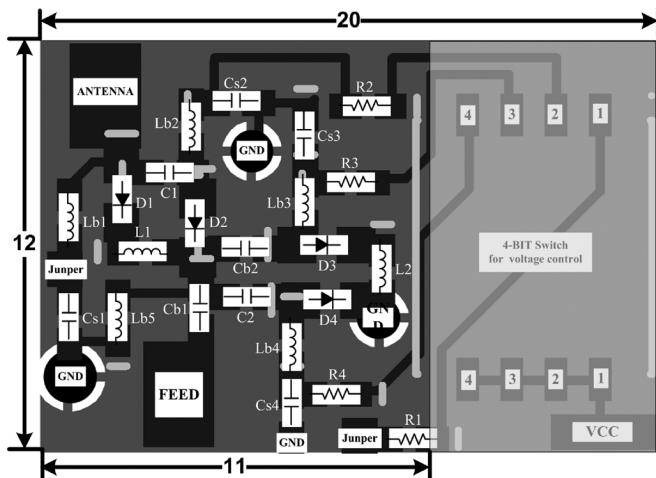 20
ANTENNA
Cs2
R2
4
3
2
1
Lb2
GND
Cs3
12
C1
R3
D1
Lb1
D2
Lb3
L1
Cb2
D3
L2
4-BIT Switch
for voltage control
Junper
Cs1
Lb5
Cb1
C2
D4
GN
D
Lb4
GND
FEED
R4
4
3
2
1
Cs4
R1
GND
Junper
VCC
11